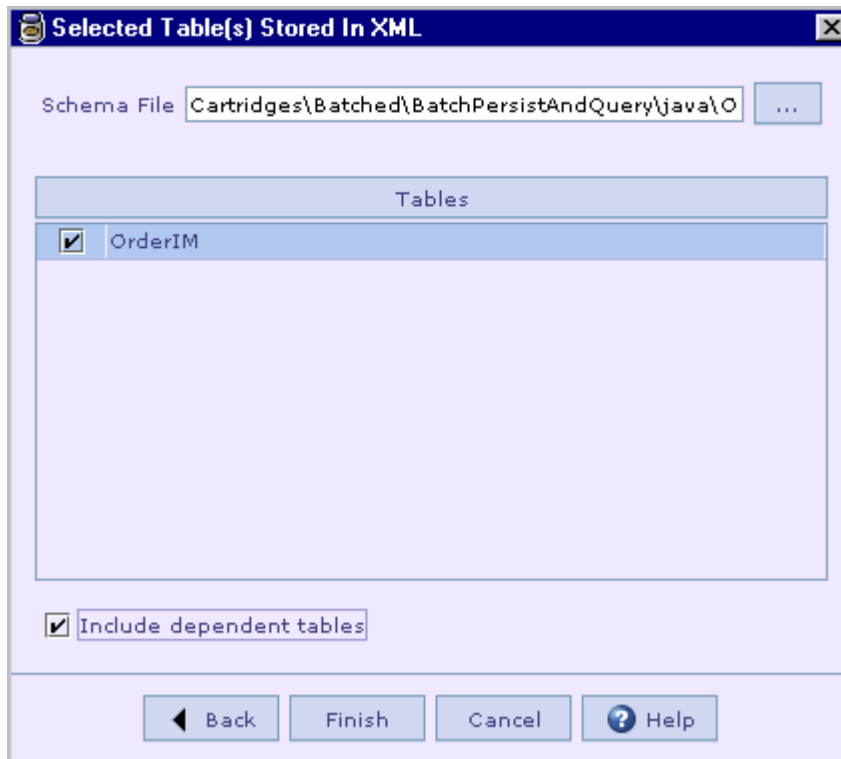 Selected Table(s) Stored In XML
Schema File Cartridges\Batched\BatchPersistAndQuery\java\O ...
Tables
OrderIM
Include dependent tables
Back Finish Cancel Help